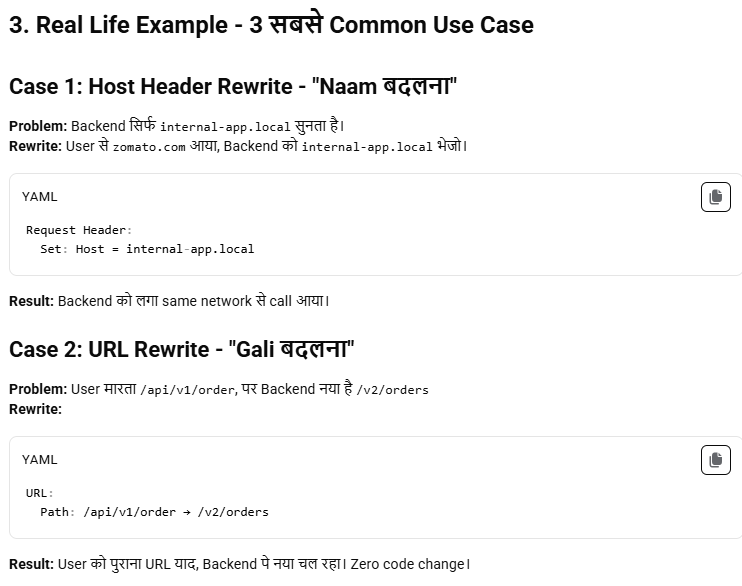 3. Real Life Example - 3 सबसे Common Use Case
Case 1: Host Header Rewrite - "Naam बदलना"
Problem: Backend सिर्फ internal-app.local सुनता है।
Rewrite: User से zomato.com आया, Backend को internal-app.local भेजो।
YAML
Request Header:
Set: Host = internal-app.local
Result: Backend को लगा same network से call आया।
Case 2: URL Rewrite - "Gali बदलना"
Problem: User मारता /api/v1/order, पर Backend नया है /v2/orders
Rewrite:
YAML
URL:
Path: /api/v1/order → /v2/orders
Result: User को पुराना URL याद, Backend पे नया चल रहा। Zero code change।